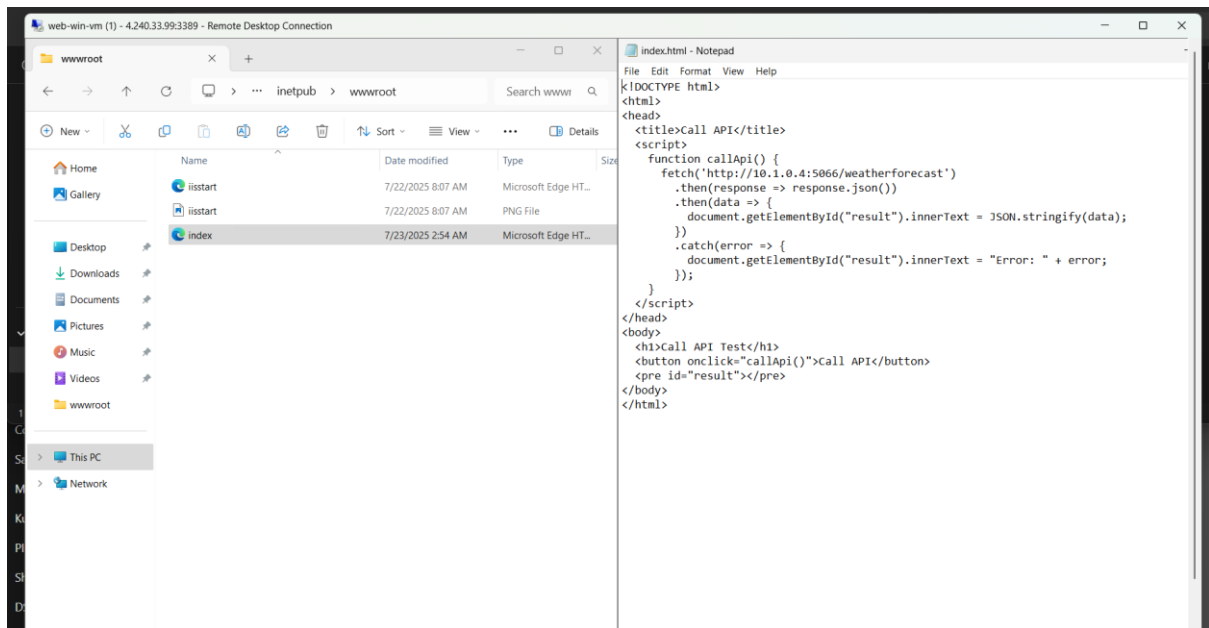 web-win-vm (1) - 4.240.33.99:3389 - Remote Desktop Connection
wwwroot
inetpub > wwwroot
Search wwwr
New
Sort
View
Details
Home
Gallery
Desktop
Downloads
Documents
Pictures
Music
Videos
wwwroot
This PC
Network
Name Date modified Type Size
iisstart 7/22/2025 8:07 AM Microsoft Edge HT...
iisstart 7/22/2025 8:07 AM PNG File
index 7/23/2025 2:54 AM Microsoft Edge HT...
index.html - Notepad
File Edit Format View Help
<!DOCTYPE html>
<html>
<head>
  <title>Call API</title>
  <script>
    function callApi() {
      fetch('http://10.1.0.4:5066/weatherforecast')
        .then(response => response.json())
        .then(data => {
          document.getElementById("result").innerText = JSON.stringify(data);
        })
        .catch(error => {
          document.getElementById("result").innerText = "Error: " + error;
        });
    }
  </script>
</head>
<body>
  <h1>Call API Test</h1>
  <button onclick="callApi()">Call API</button>
  <pre id="result"></pre>
</body>
</html>